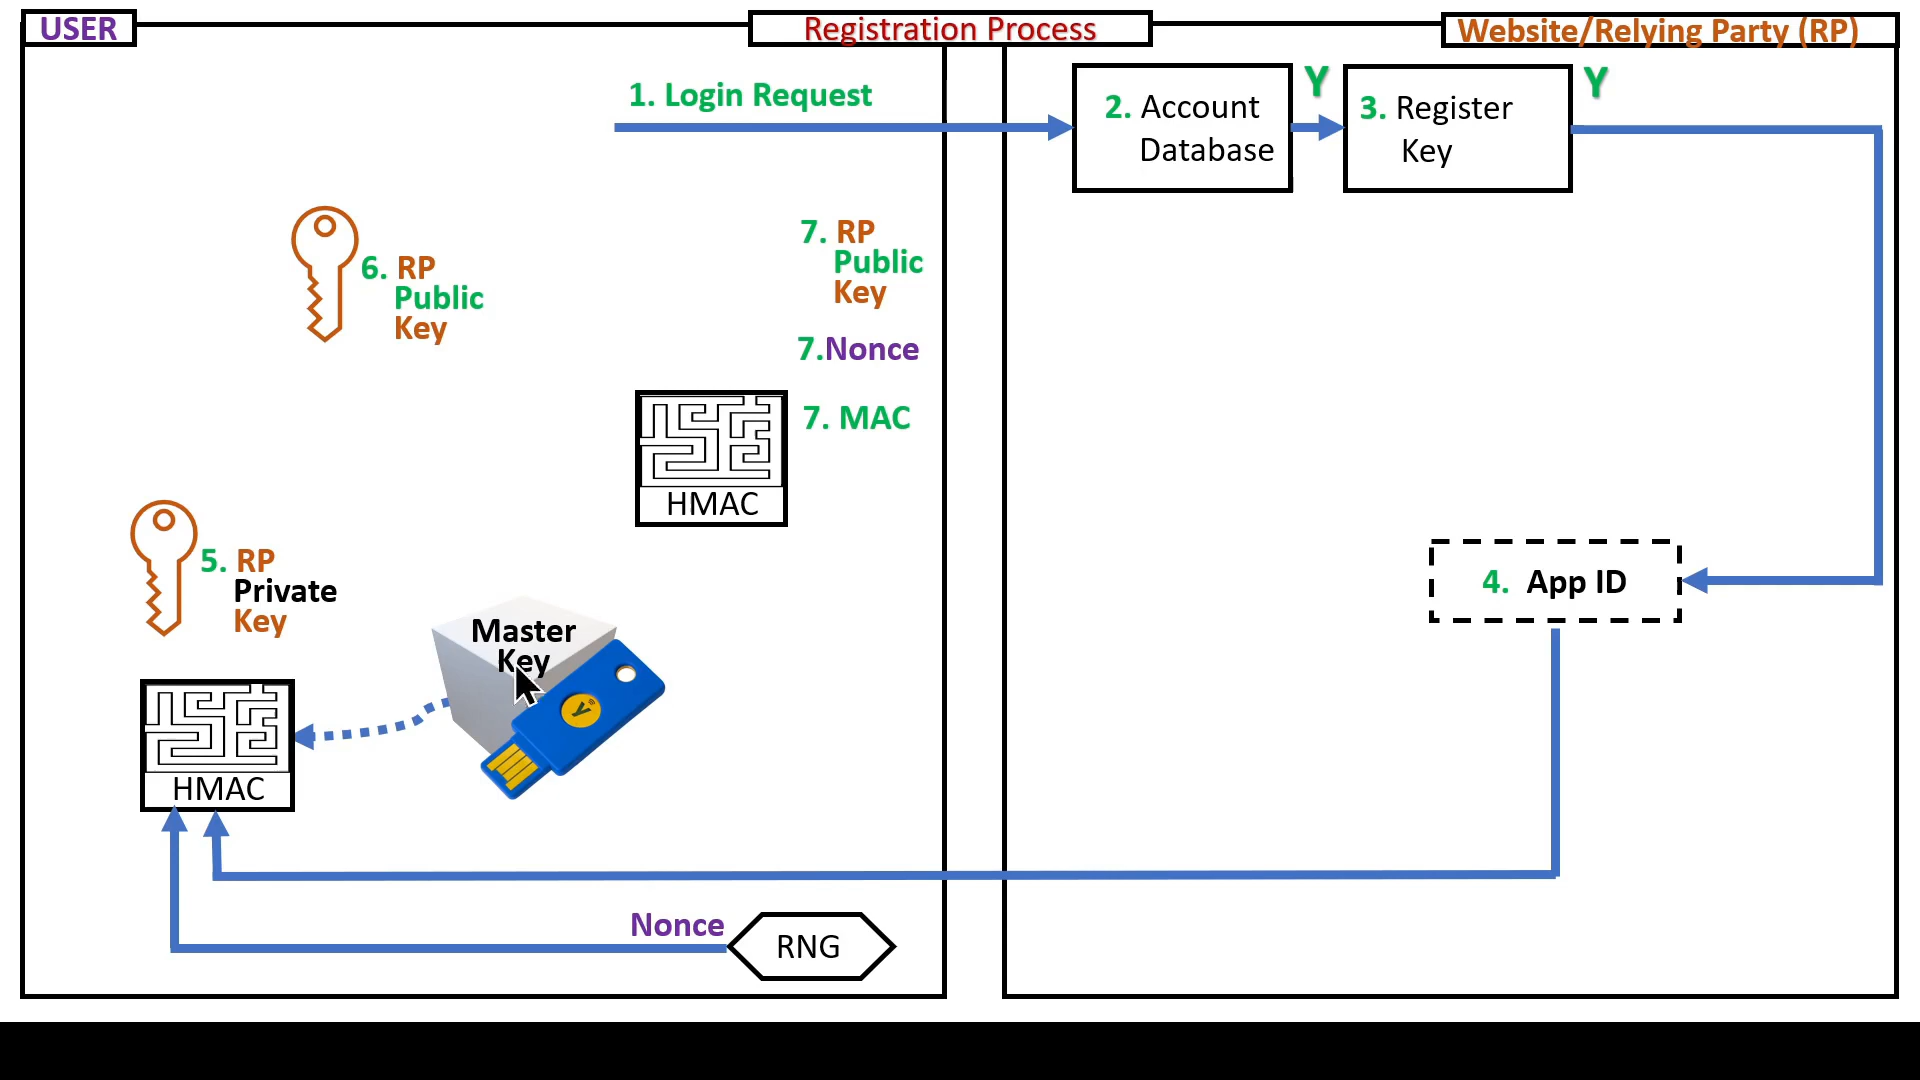 USER
Registration Process
Website/Relying Party (RP)
1. Login Request
2. Account
Database
Y
3. Register
Key
Y
6. RP
Public
Key
7. RP
Public
Key
7.Nonce
7. MAC
HMAC
5. RP
Private
Key
Master
Key
HMAC
4. App ID
Nonce
RNG